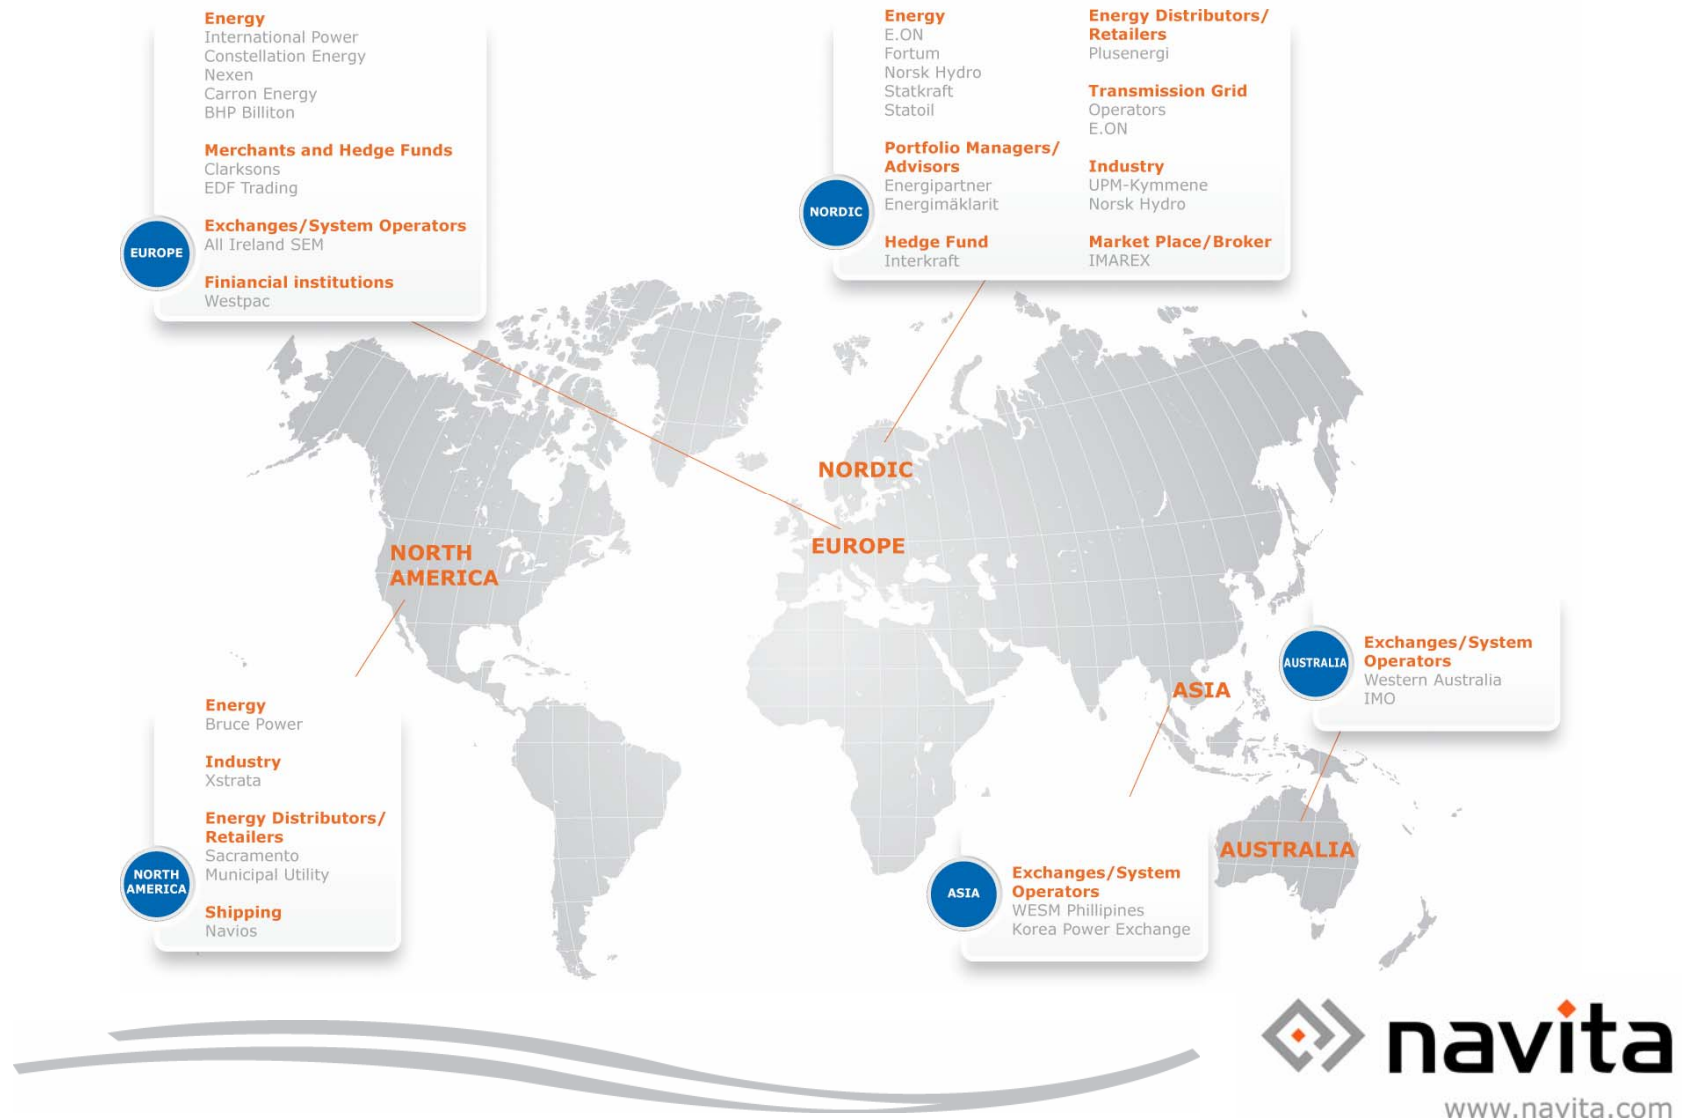 Energy
International Power
Constellation Energy
Nexen
Carron Energy
BHP Billiton
Merchants and Hedge Funds
Clarksons
EDF Trading
Exchanges/System Operators
All Ireland SEM
Finiancial institutions
Westpac
EUROPE
Energy
E.ON
Fortum
Norsk Hydro
Statkraft
Statoil
Portfolio Managers/
Advisors
Energipartner
Energimäklarit
Hedge Fund
Interkraft
NORDIC
Energy Distributors/
Retailers
Plusenergi
Transmission Grid
Operators
E.ON
Industry
UPM-Kymmene
Norsk Hydro
Market Place/Broker
IMAREX
NORDIC
EUROPE
NORTH
AMERICA
ASIA
AUSTRALIA
AUSTRALIA
Exchanges/System
Operators
Western Australia
IMO
Energy
Bruce Power
Industry
Xstrata
Energy Distributors/
Retailers
Sacramento
Municipal Utility
Shipping
Navios
NORTH
AMERICA
ASIA
Exchanges/System
Operators
WESM Phillipines
Korea Power Exchange
navita
www.navita.com